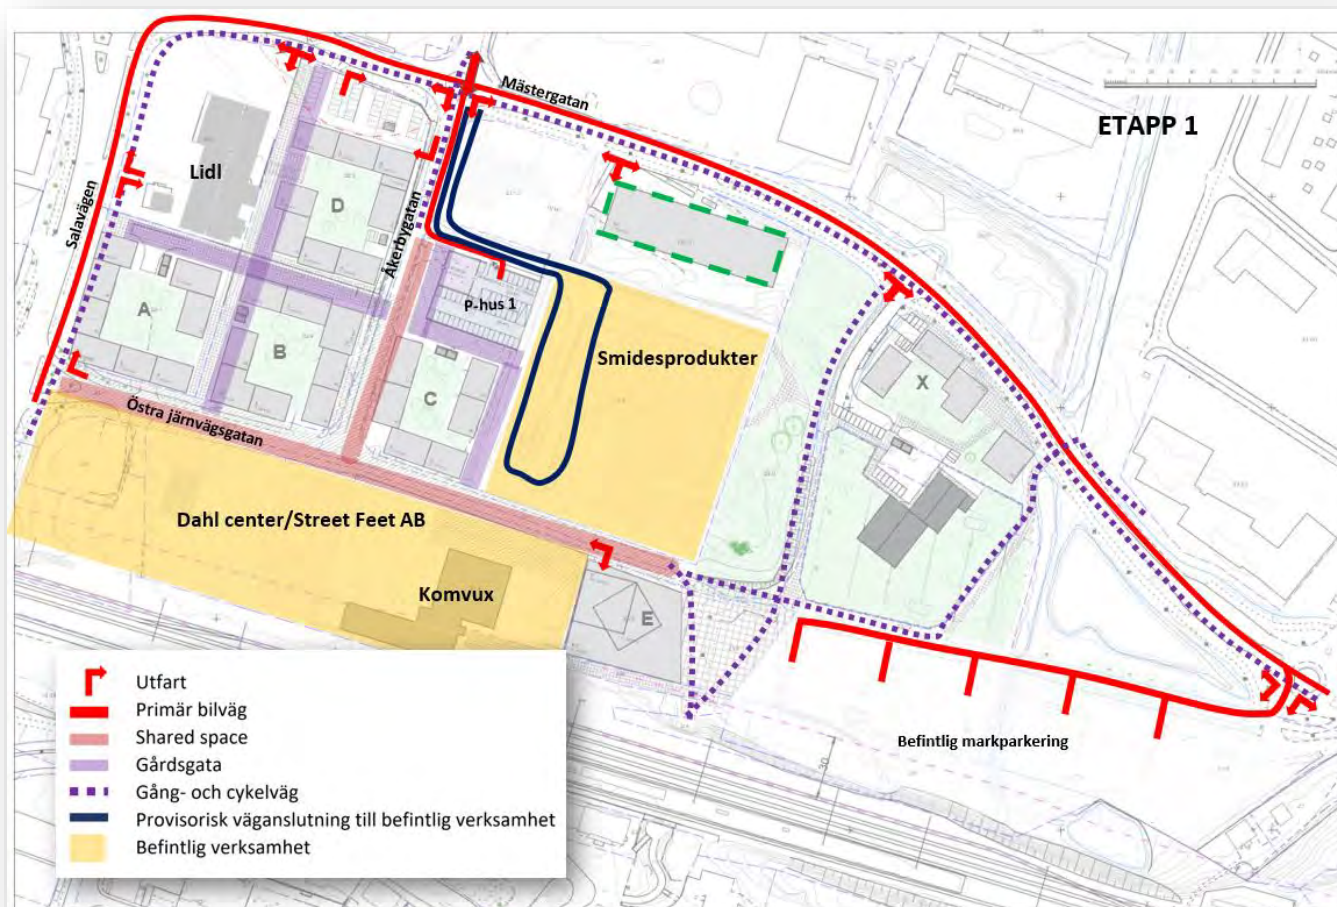 Mästergatan
ETAPP 1
Lidl
Salavägen
D
Åkerbygatan
P-hus 1
A
B
C
Smidesprodukter
X
Östra järnvägsgatan
Dahl center/Street Feet AB
Komvux
E
Befintlig markparkering
30
Utfart
Primär bilväg
Shared space
Gårdsgata
Gång- och cykelväg
Provisorisk väganslutning till befintlig verksamhet
Befintlig verksamhet